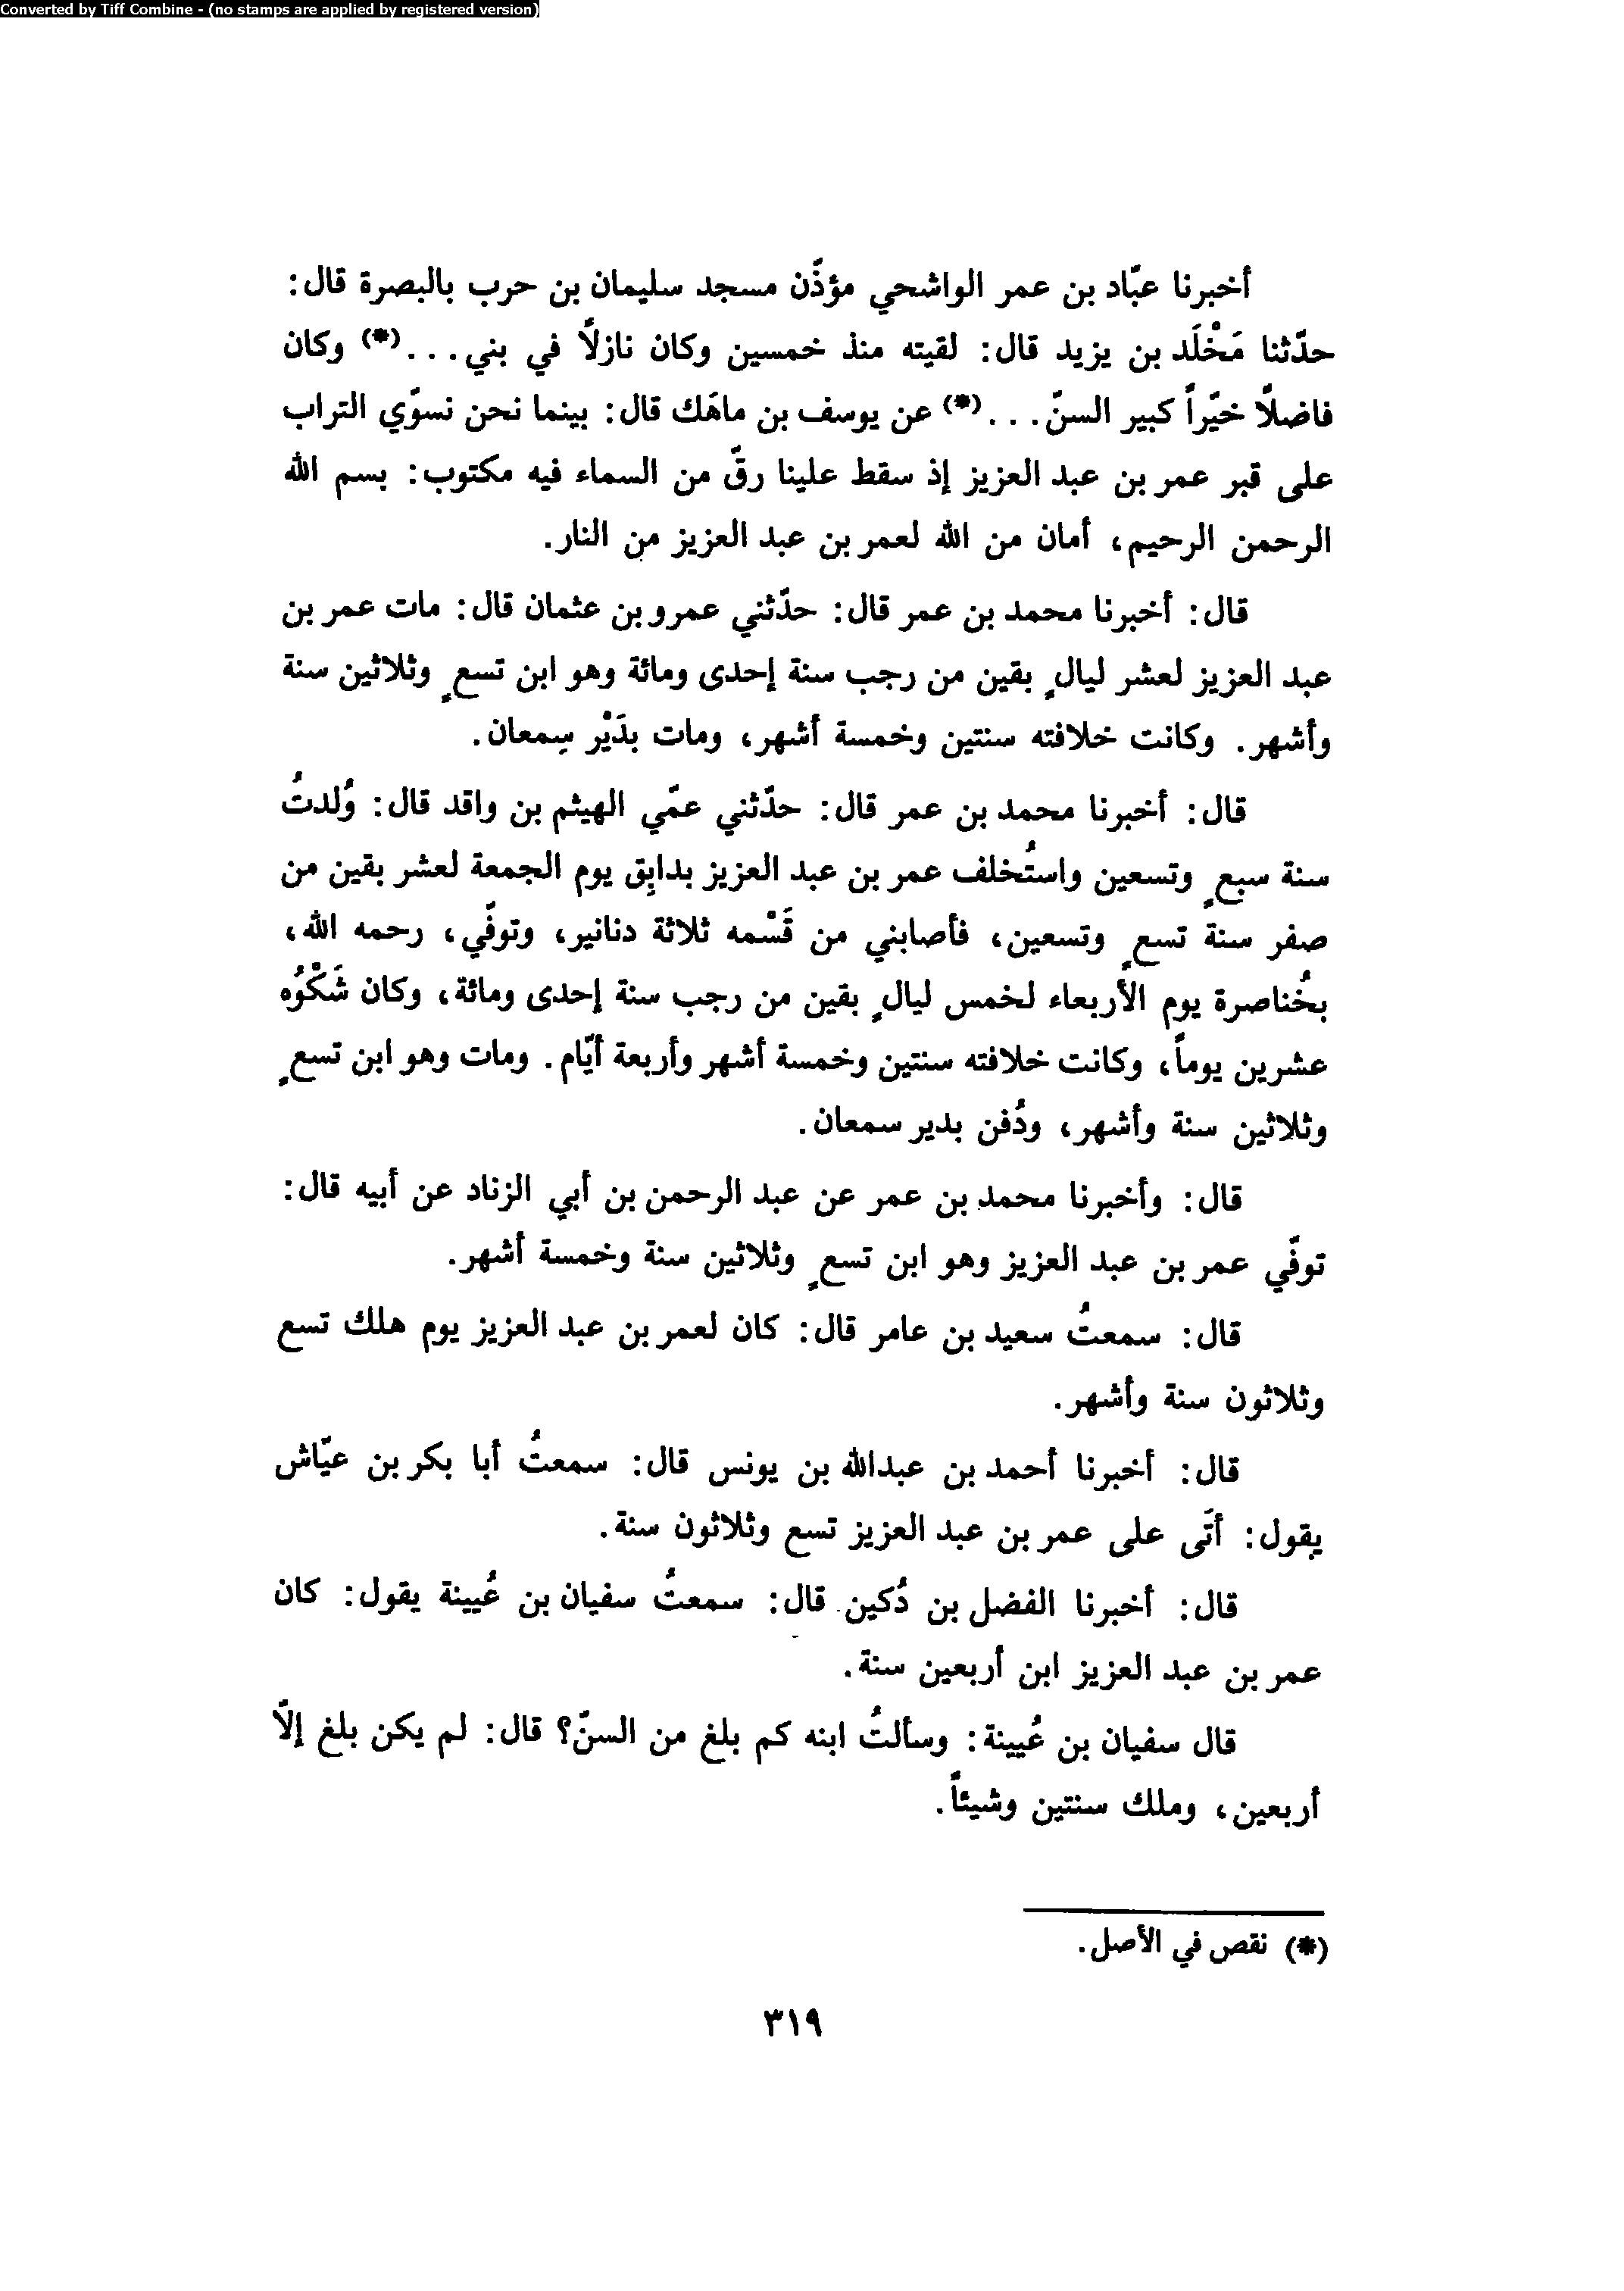 Converted by Tiff Combine - (no stamps are applied by registered version)
أخبرنا عبّاد بن عمر الواشحي مؤذّن مسجد سليمان بن حرب بالبصرة قال:
حدّثنا مَخْلَد بن يزيد قال: لقيته منذ خمسين وكان نازلاً في بني...(*) وكان
فاضلاً خيّراً كبير السنّ...(*) عن يوسف بن ماهَك قال: بينما نحن نسوّي التراب
على قبر عمر بن عبد العزيز إذ سقط علينا رقّ من السماء فيه مكتوب: بسم الله
الرحمن الرحيم، أمان من الله لعمر بن عبد العزيز من النار.
قال: أخبرنا محمد بن عمر قال: حدّثني عمرو بن عثمان قال: مات عمر بن
عبد العزيز لعشر ليالٍ بقين من رجب سنة إحدى ومائة وهو ابن تسعٍ وثلاثين سنة
وأشهر. وكانت خلافته سنتين وخمسة أشهر، ومات بدَيْر سِمعان.
قال: أخبرنا محمد بن عمر قال: حدّثني عمّي الهيثم بن واقد قال: وُلدتُ
سنة سبعٍ وتسعين واستُخلف عمر بن عبد العزيز بدابِق يوم الجمعة لعشر بقين من
صفر سنة تسعٍ وتسعين، فأصابني من قَسْمه ثلاثة دنانير، وتوفّي، رحمه الله،
بخُناصرة يوم الأربعاء لخمس ليالٍ بقين من رجب سنة إحدى ومائة، وكان شَكْوُه
عشرين يوماً، وكانت خلافته سنتين وخمسة أشهر وأربعة أيّام. ومات وهو ابن تسعٍ
وثلاثين سنة وأشهر، ودُفن بدير سمعان.
قال: وأخبرنا محمد بن عمر عن عبد الرحمن بن أبي الزناد عن أبيه قال:
توفّي عمر بن عبد العزيز وهو ابن تسعٍ وثلاثين سنة وخمسة أشهر.
قال: سمعتُ سعيد بن عامر قال: كان لعمر بن عبد العزيز يوم هلك تسع
وثلاثون سنة وأشهر.
قال: أخبرنا أحمد بن عبدالله بن يونس قال: سمعتُ أبا بكر بن عيّاش
يقول: أتَى على عمر بن عبد العزيز تسع وثلاثون سنة.
قال: أخبرنا الفضل بن دُكين قال: سمعتُ سفيان بن عُيينة يقول: كان
عمر بن عبد العزيز ابن أربعين سنة.
قال سفيان بن عُيينة: وسألتُ ابنه كم بلغ من السنّ؟ قال: لم يكن بلغ إلاّ
أربعين، وملك سنتين وشيئاً.
(*) نقص في الأصل.
٣١٩